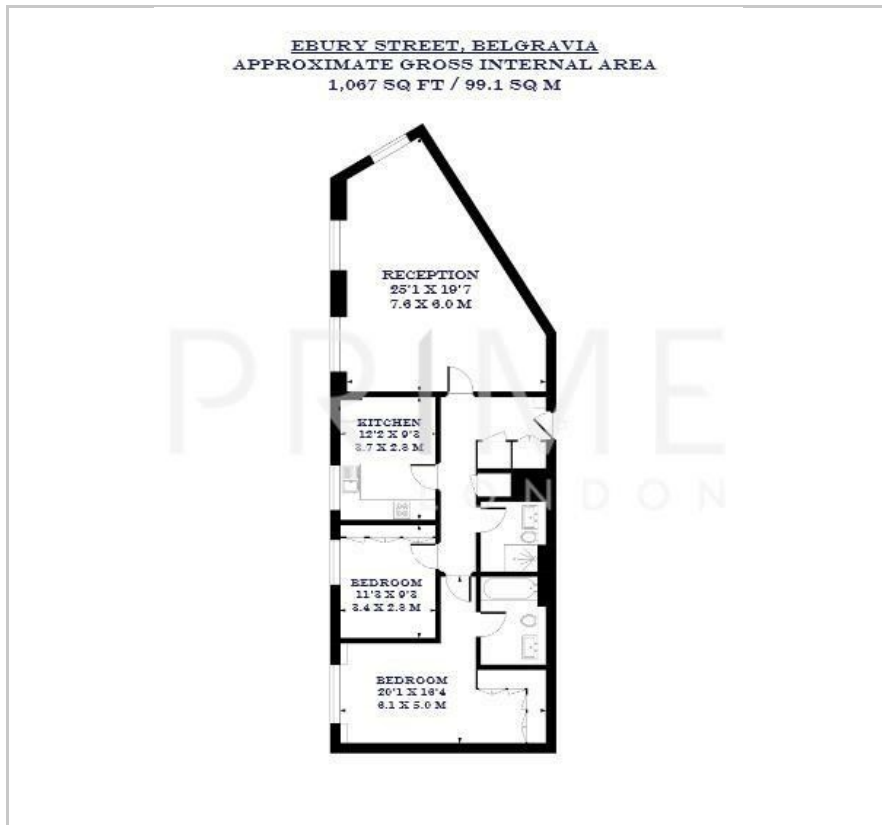 EBURY STREET, BELGRAVIA
APPROXIMATE GROSS INTERNAL AREA
1,067 SQ FT / 99.1 SQ M
RECEPTION
25'1 X 19'7
7.6 X 6.0 M
PRIME
LONDON
KITCHEN
12'2 X 9'3
3.7 X 2.8 M
BEDROOM
11'3 X 9'3
3.4 X 2.8 M
BEDROOM
20'1 X 16'4
6.1 X 5.0 M